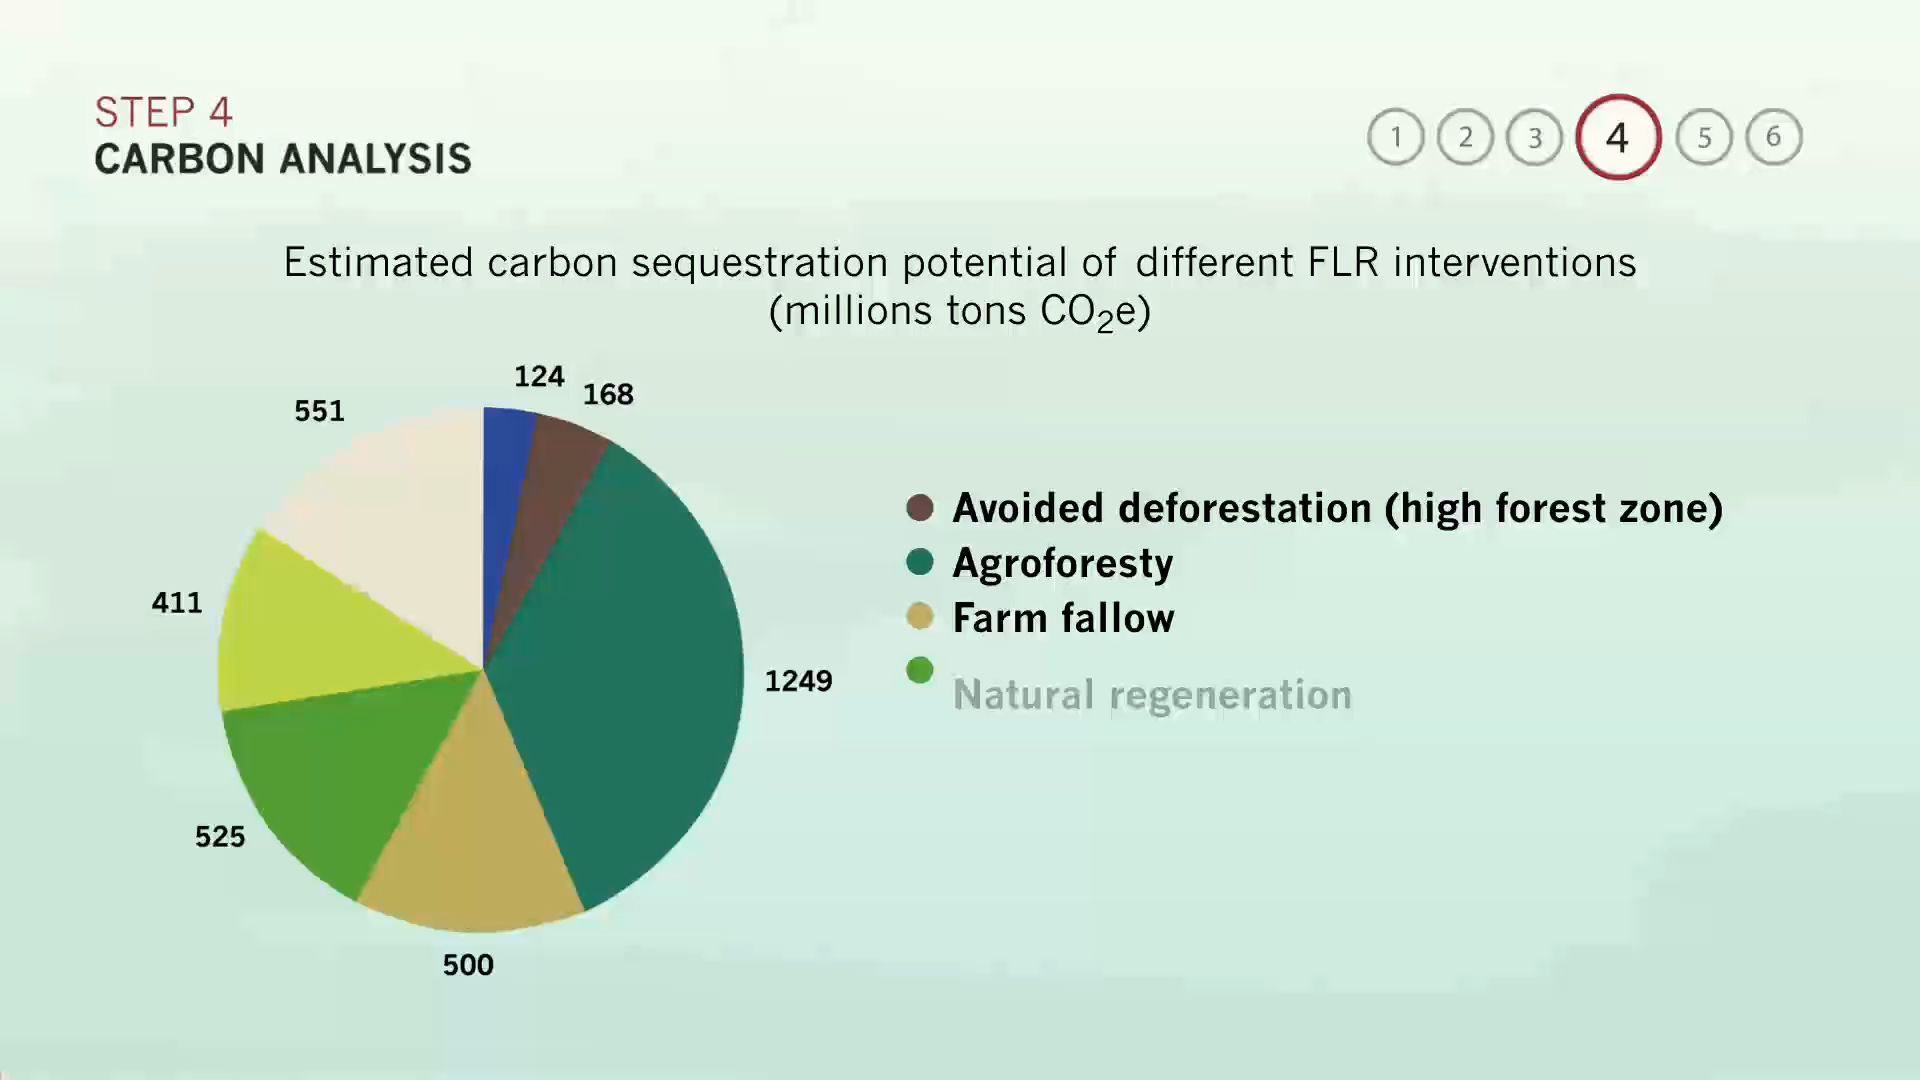 STEP 4
CARBON ANALYSIS
1 2 3 4 5 6
Estimated carbon sequestration potential of different FLR interventions
(millions tons CO₂e)
124
168
551
411
1249
525
500
Avoided deforestation (high forest zone)
Agroforesty
Farm fallow
Natural regeneration